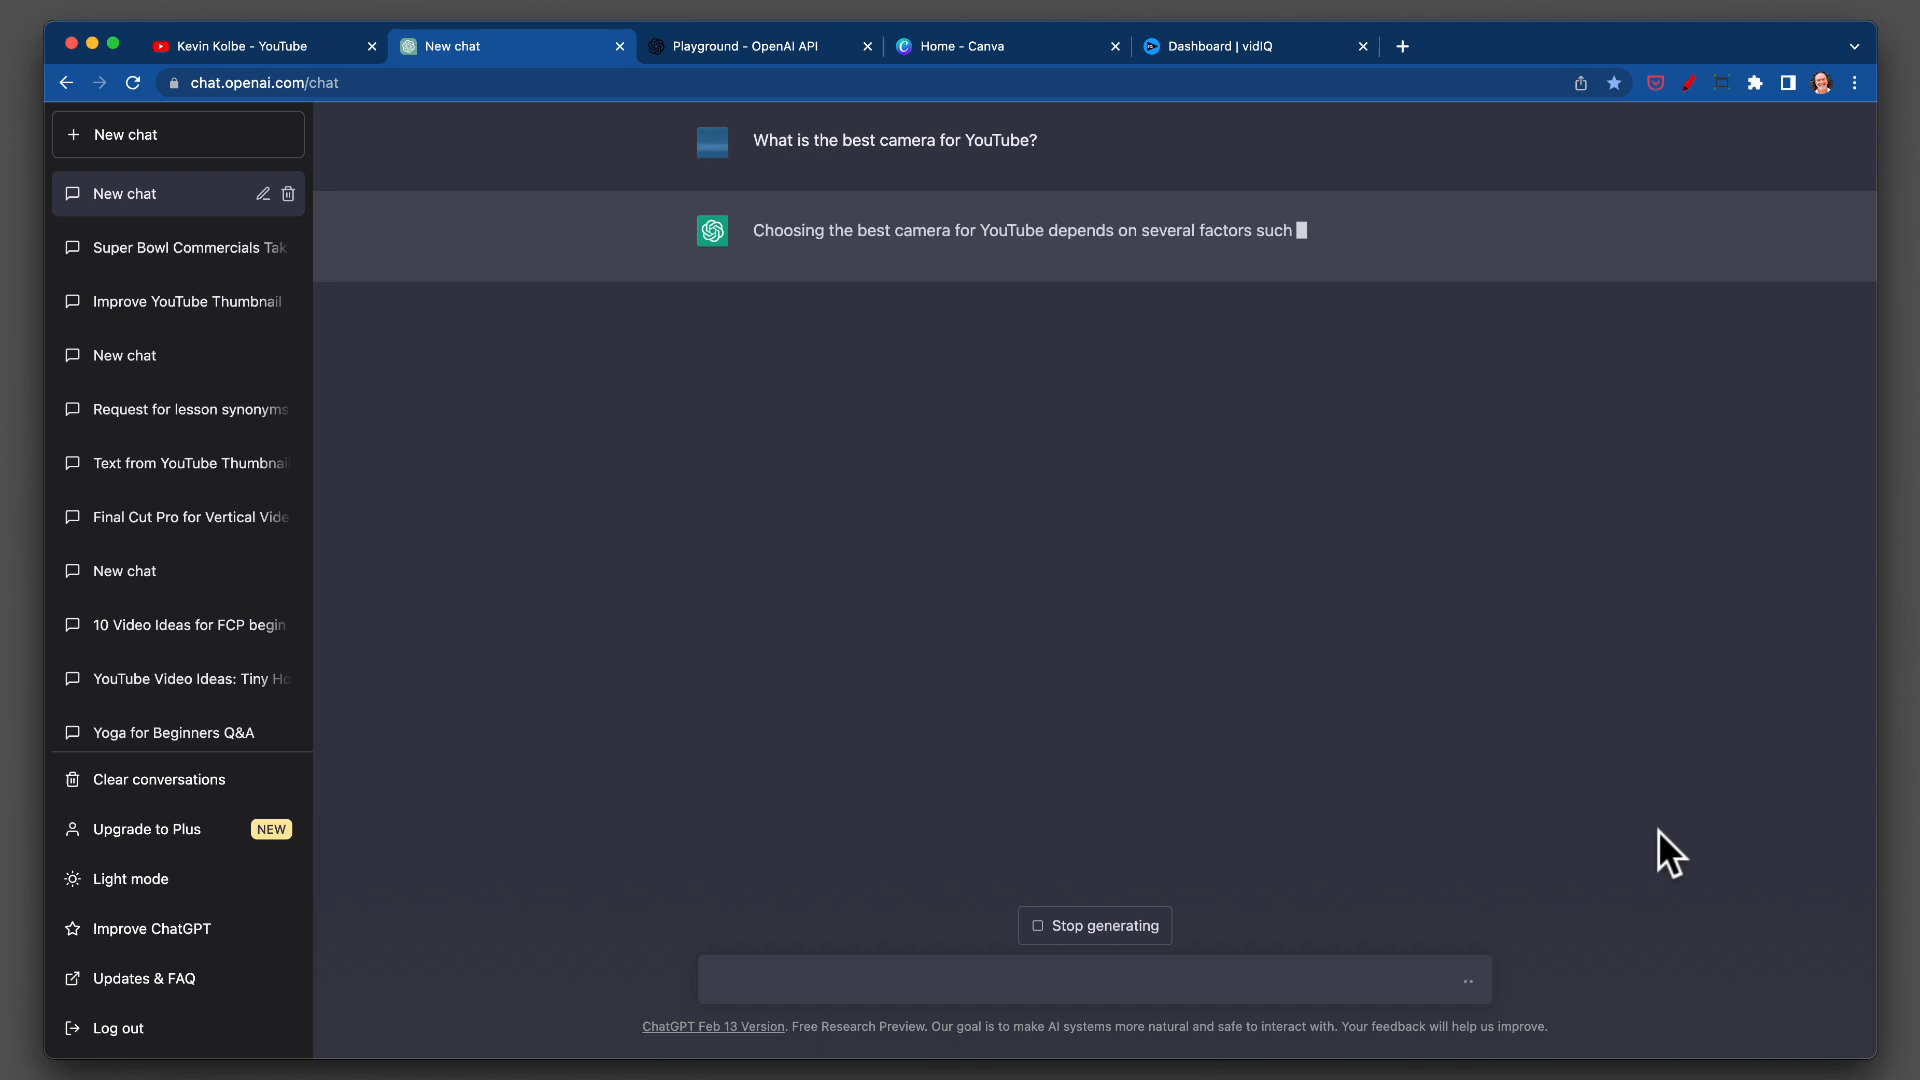 Kevin Kolbe - YouTube
New chat
Playground - OpenAI API
Home - Canva
Dashboard | vidIQ
chat.openai.com/chat
New chat
New chat
Super Bowl Commercials Tak
Improve YouTube Thumbnail
New chat
Request for lesson synonyms
Text from YouTube Thumbnai
Final Cut Pro for Vertical Vide
New chat
10 Video Ideas for FCP begin
YouTube Video Ideas: Tiny Ho
Yoga for Beginners Q&A
Clear conversations
Upgrade to Plus NEW
Light mode
Improve ChatGPT
Updates & FAQ
Log out
What is the best camera for YouTube?
Choosing the best camera for YouTube depends on several factors such
Stop generating
ChatGPT Feb 13 Version. Free Research Preview. Our goal is to make AI systems more natural and safe to interact with. Your feedback will help us improve.